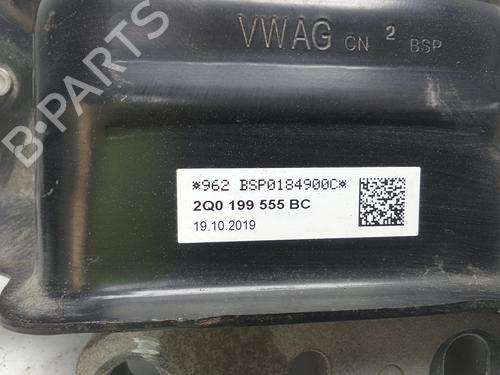 VWAG CN 2 BSP
B-PARTS
*962 BSP0184900C*
2Q0 199 555 BC
19.10.2019